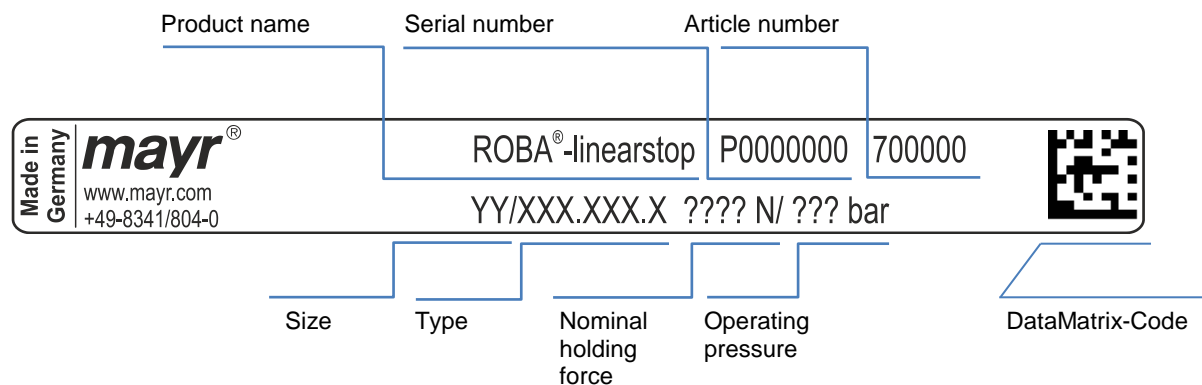 Product name Serial number Article number
Made in
Germany
mayr®
www.mayr.com
+49-8341/804-0
ROBA®-linearstop P0000000 700000
YY/XXX.XXX.X ???? N/ ??? bar
Size Type Nominal
holding
force
Operating
pressure
DataMatrix-Code